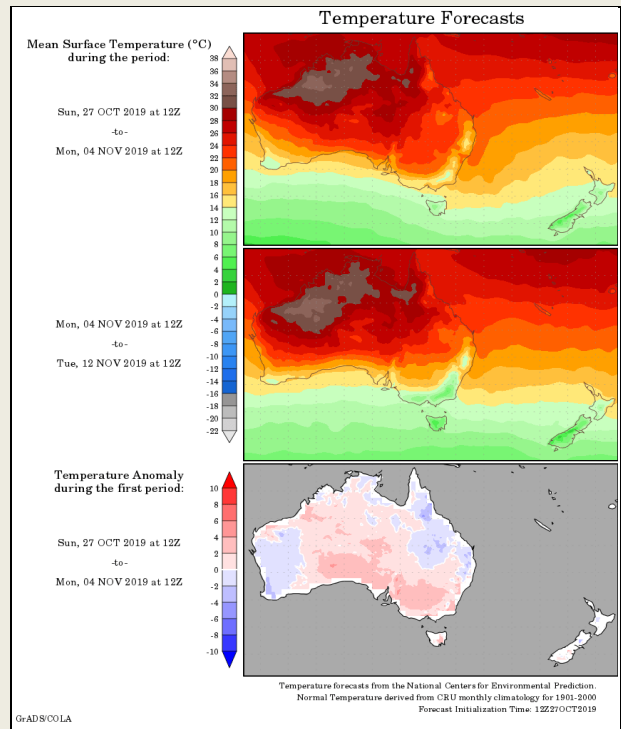 Temperature Forecasts
Mean Surface Temperature (°C)
during the period:
38
36
34
32
30
28
26
24
22
20
18
16
14
12
10
8
6
4
2
0
-2
-4
-6
-8
-10
-12
-14
-16
-18
-20
-22
Sun, 27 OCT 2019 at 12Z
-to-
Mon, 04 NOV 2019 at 12Z
Mon, 04 NOV 2019 at 12Z
-to-
Tue, 12 NOV 2019 at 12Z
Temperature Anomaly
during the first period:
10
8
6
4
2
0
-2
-4
-6
-8
-10
Sun, 27 OCT 2019 at 12Z
-to-
Mon, 04 NOV 2019 at 12Z
Temperature forecasts from the National Centers for Environmental Prediction.
Normal Temperature derived from CRU monthly climatology for 1901-2000
Forecast Initialization Time: 12Z27OCT2019
GrADS/COLA